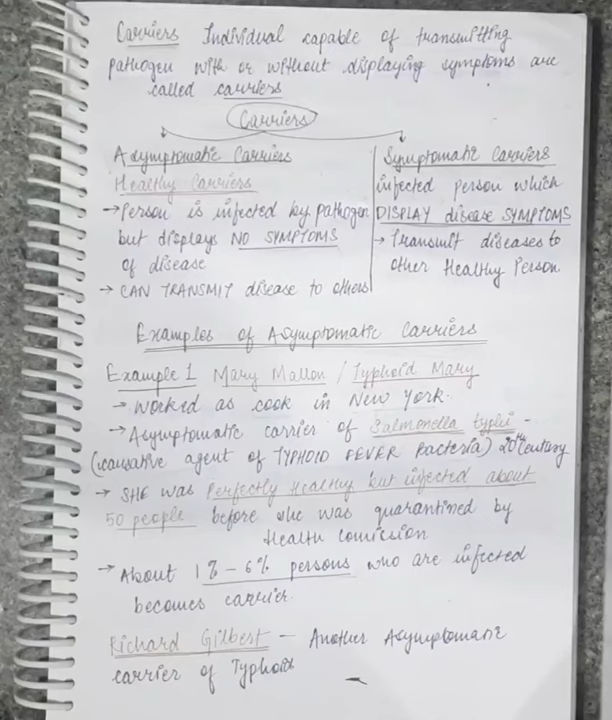 Carriers Individual capable of transmitting
pathogen with or without displaying symptoms are
called carriers
Carriers
Asymptomatic Carriers
Healthy Carriers
→ Person is infected by pathogen
but displays NO SYMPTOMS
of disease
→ CAN TRANSMIT disease to others
Symptomatic Carriers
infected person which
DISPLAY disease SYMPTOMS
→ Transmit diseases to
other Healthy Person
Examples of Asymptomatic Carriers
Example 1 Mary Mallon / Typhoid Mary
→ Worked as cook in New York.
→ Asymptomatic carrier of Salmonella typhi -
(causative agent of TYPHOID FEVER Bacteria) 20th Century
→ SHE was Perfectly Healthy but infected about
50 people before she was quarantined by
Health Comission
→ About 1% - 6% persons who are infected
becomes carrier.
Richard Gilbert - Another Asymptomatic
carrier of Typhoid